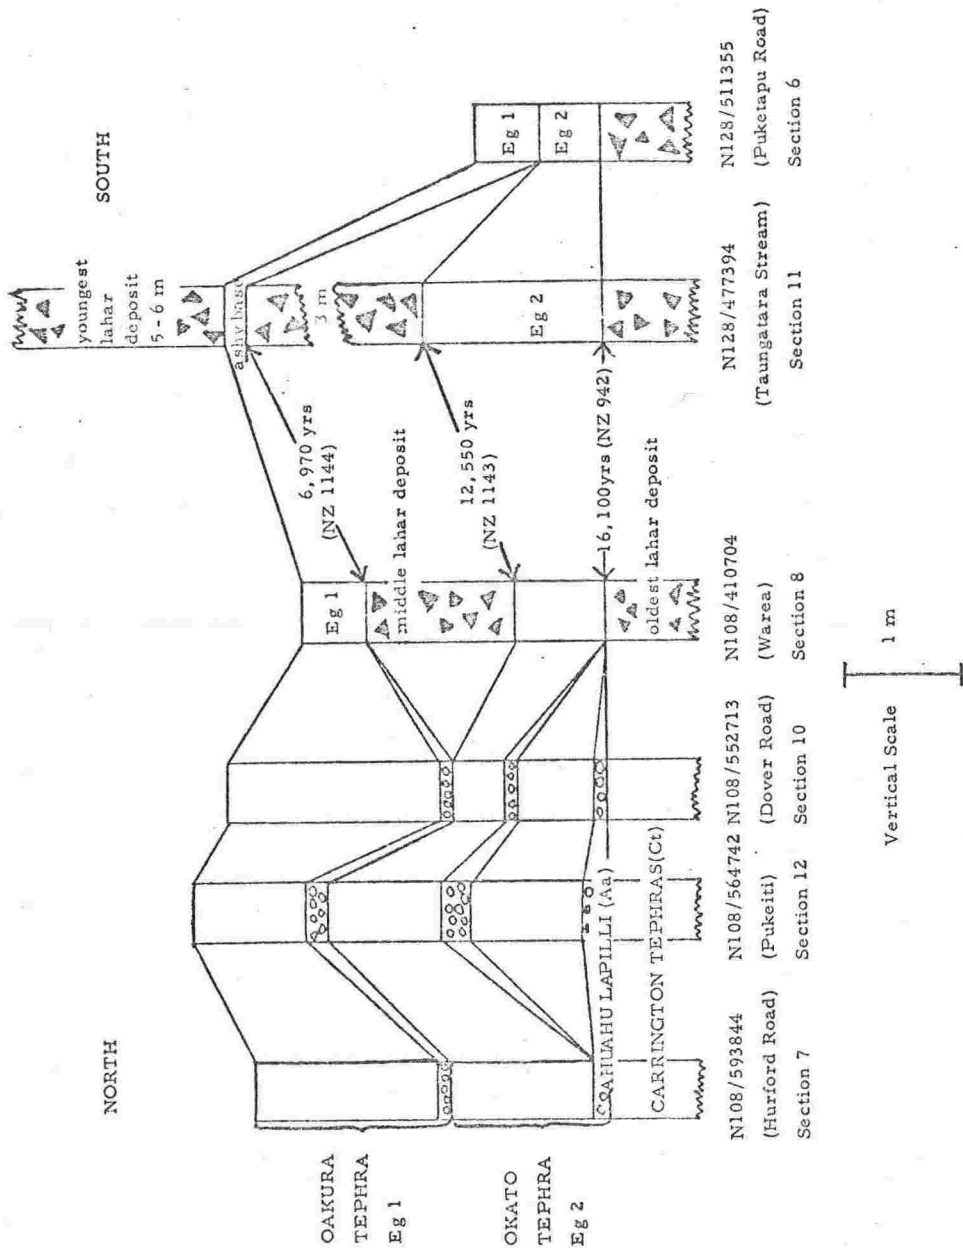 NORTH
SOUTH
OAKURA
TEPHRA
Eg 1
OKATO
TEPHRA
Eg 2
AHUAHU LAPILLI (Aa)
CARRINGTON TEPHRAS(Ct)
Eg 1
6,970 yrs
(NZ 1144)
middle lahar deposit
12,550 yrs
(NZ 1143)
16,100yrs (NZ 942)
oldest lahar deposit
youngest
lahar
deposit
5-6 m
ashy base
3 m
Eg 2
Eg 1
Eg 2
N108/593844
(Hurford Road)
Section 7
N108/564742
(Pukeiti)
Section 12
N108/552713
(Dover Road)
Section 10
N108/410704
(Warea)
Section 8
N128/477394
(Taungatara Stream)
Section 11
N128/511355
(Puketapu Road)
Section 6
Vertical Scale
1 m